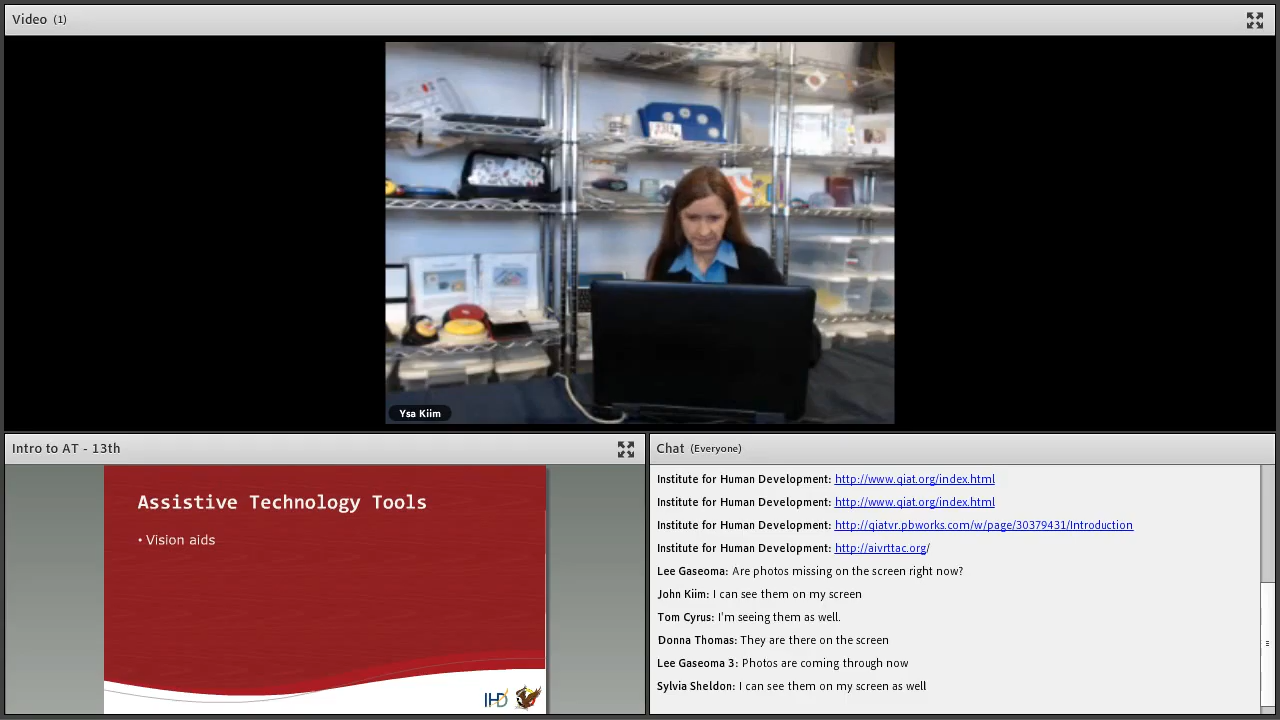 Video (1)
Ysa Kiim
Intro to AT - 13th
Assistive Technology Tools
• Vision aids
IHD
Chat (Everyone)
Institute for Human Development: http://www.qiat.org/index.html
Institute for Human Development: http://www.qiat.org/index.html
Institute for Human Development: http://qiatvr.pbworks.com/w/page/30379431/Introduction
Institute for Human Development: http://aivrttac.org/
Lee Gaseoma: Are photos missing on the screen right now?
John Kiim: I can see them on my screen
Tom Cyrus: I'm seeing them as well.
Donna Thomas: They are there on the screen
Lee Gaseoma 3: Photos are coming through now
Sylvia Sheldon: I can see them on my screen as well